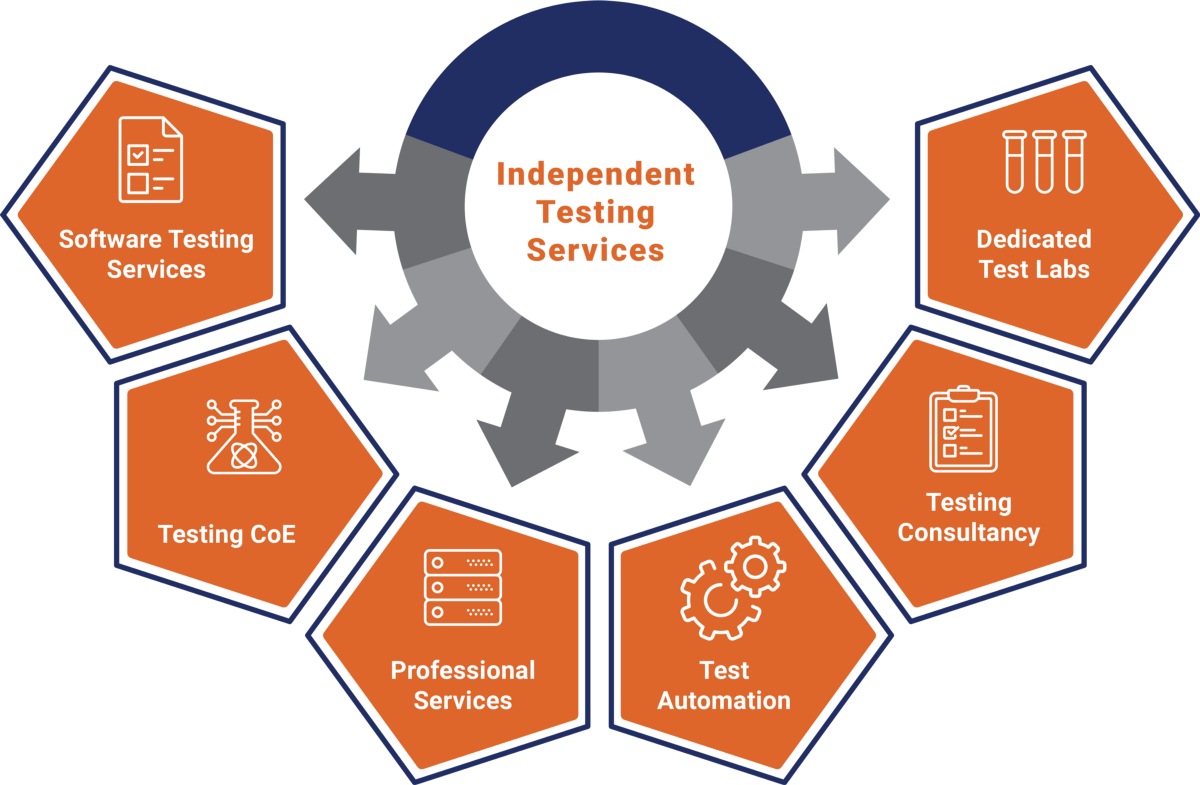 Independent
Testing
Services
Software Testing
Services
Testing CoE
Professional
Services
Test
Automation
Testing
Consultancy
Dedicated
Test Labs